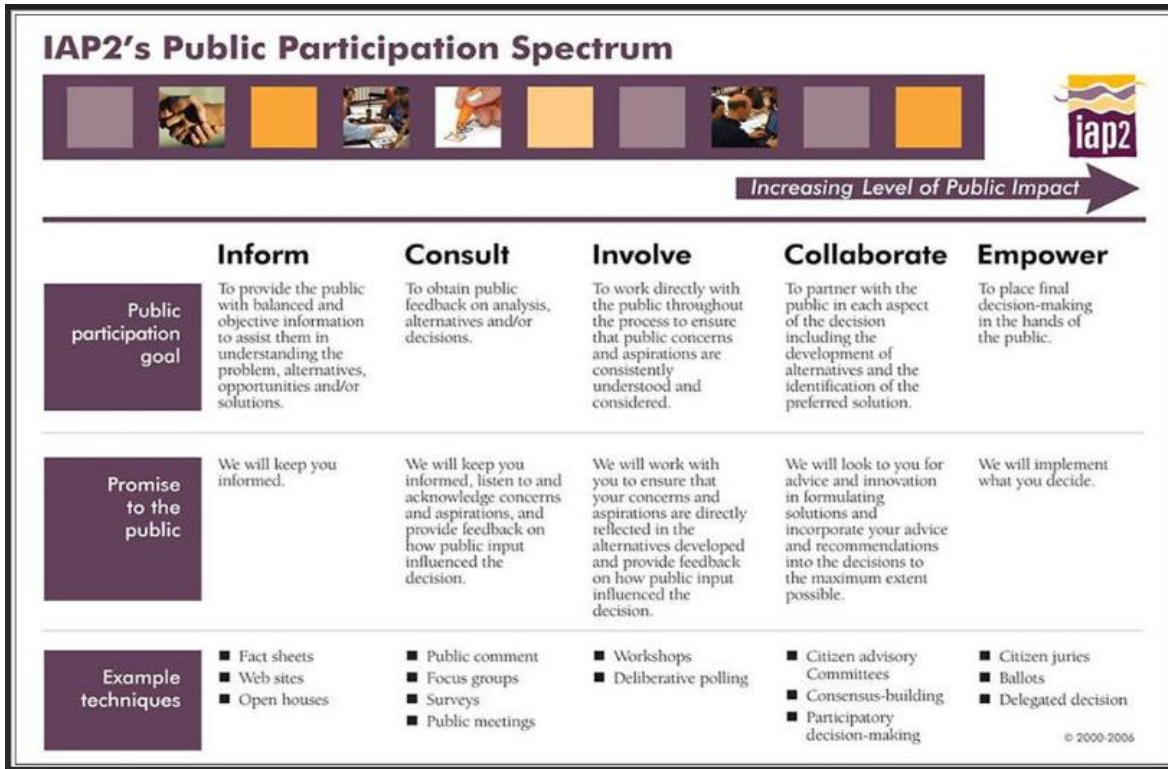 IAP2's Public Participation Spectrum
iap2
Increasing Level of Public Impact
Inform
Consult
Involve
Collaborate
Empower
Public
participation
goal
To provide the public
with balanced and
objective information
to assist them in
understanding the
problem, alternatives,
opportunities and/or
solutions.
To obtain public
feedback on analysis,
alternatives and/or
decisions.
To work directly with
the public throughout
the process to ensure
that public concerns
and aspirations are
consistently
understood and
considered.
To partner with the
public in each aspect
of the decision
including the
development of
alternatives and the
identification of the
preferred solution.
To place final
decision-making
in the hands of
the public.
Promise
to the
public
We will keep you
informed.
We will keep you
informed, listen to and
acknowledge concerns
and aspirations, and
provide feedback on
how public input
influenced the
decision.
We will work with
you to ensure that
your concerns and
aspirations are directly
reflected in the
alternatives developed
and provide feedback
on how public input
influenced the
decision.
We will look to you for
advice and innovation
in formulating
solutions and
incorporate your advice
and recommendations
into the decisions to
the maximum extent
possible.
We will implement
what you decide.
Example
techniques
■ Fact sheets
■ Web sites
■ Open houses
■ Public comment
■ Focus groups
■ Surveys
■ Public meetings
■ Workshops
■ Deliberative polling
■ Citizen advisory
Committees
■ Consensus-building
■ Participatory
decision-making
■ Citizen juries
■ Ballots
■ Delegated decision
© 2000-2006